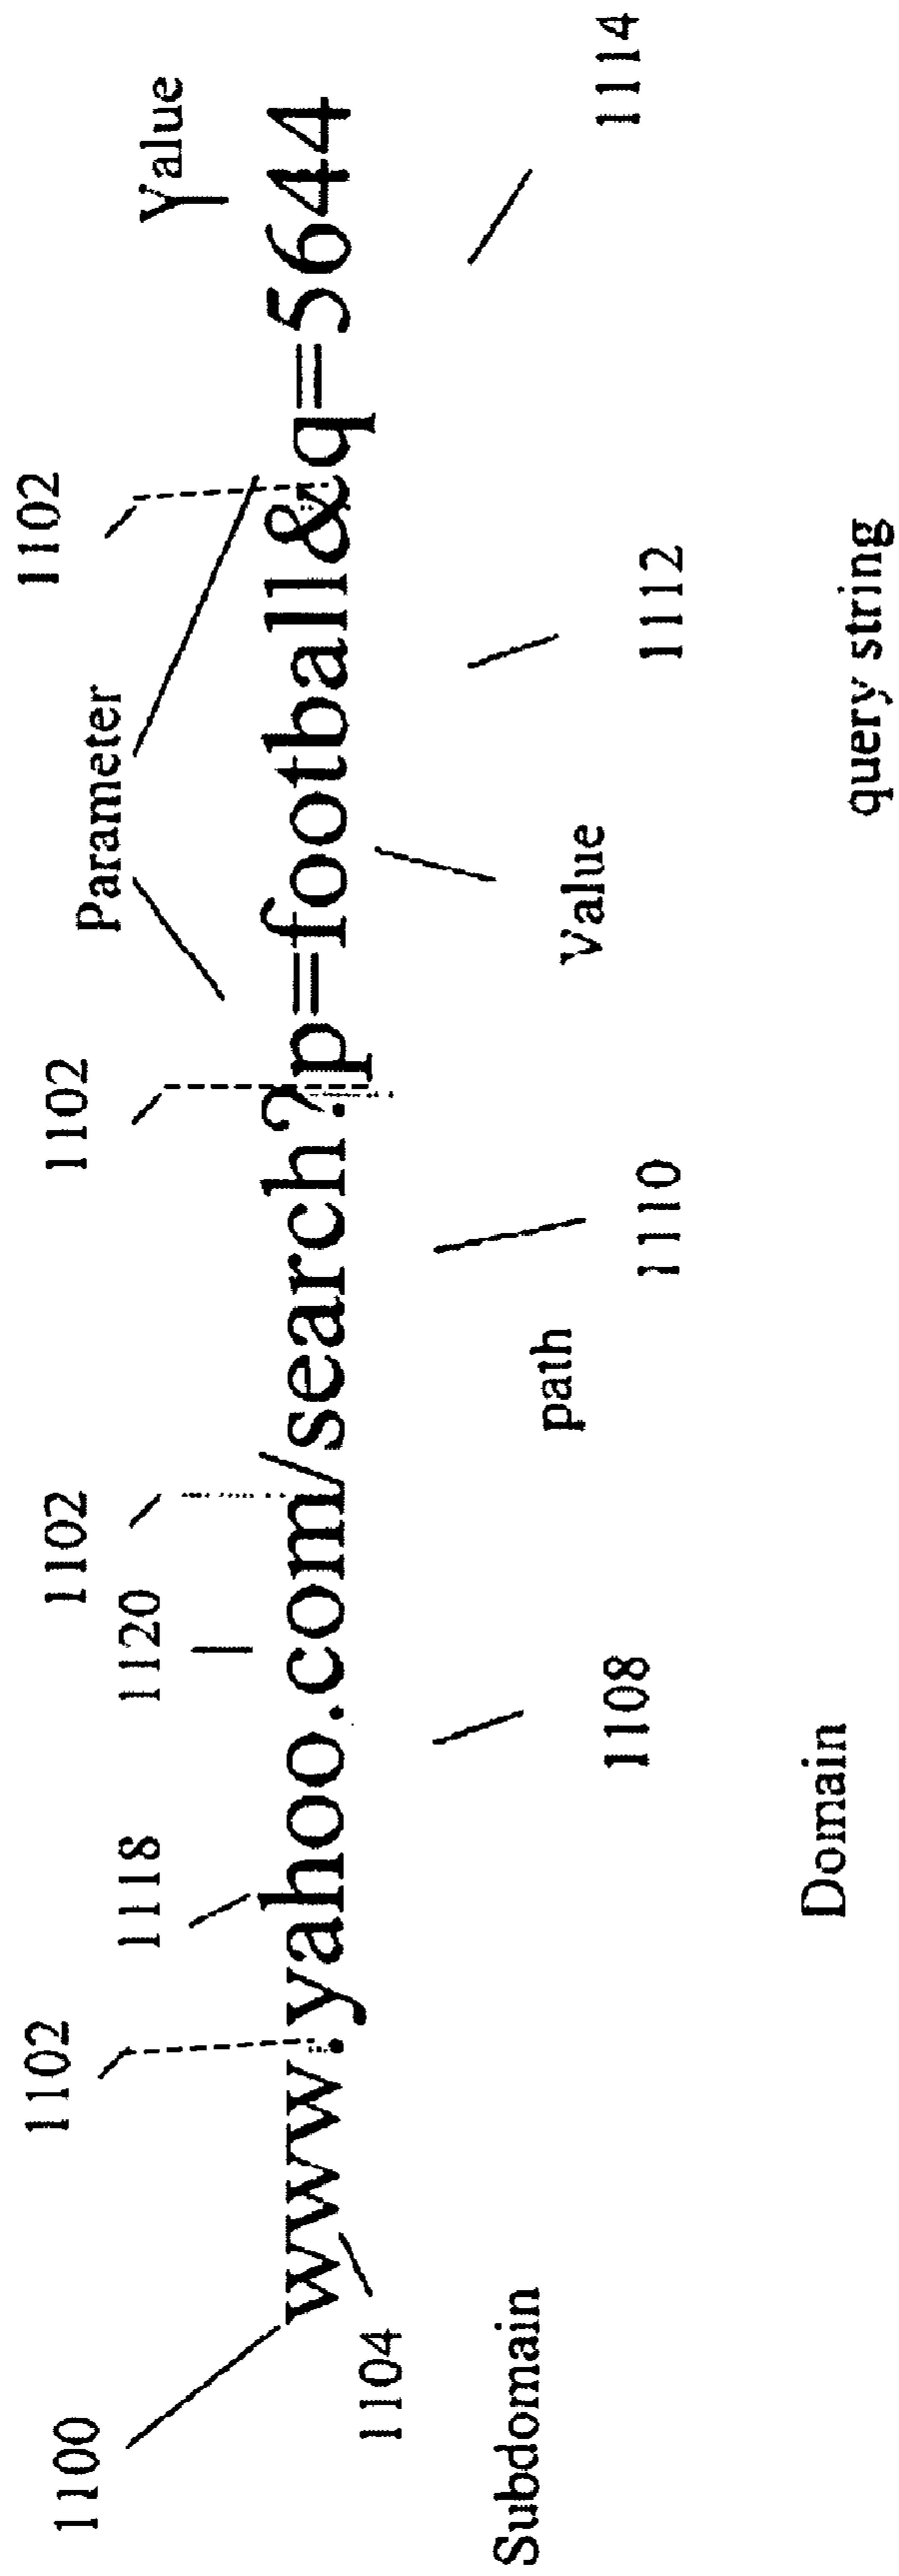 1102 1102 1102 1102
Parameter
1100 1118 1120 Value
www.yahoo.com/search?p=football&q=5644
1104
Subdomain path Value
1108 1110 1112 1114
Domain query string